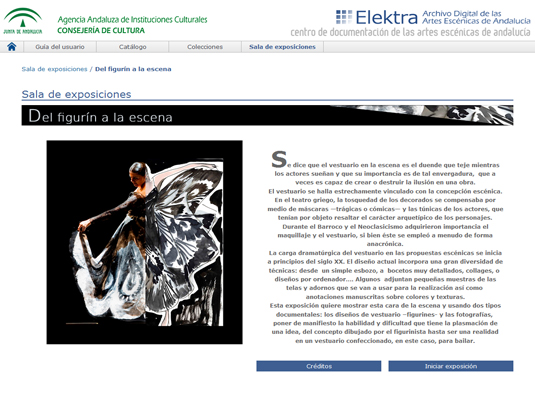 JUNTA DE ANDALUCIA
Agencia Andaluza de Instituciones Culturales
CONSEJERÍA DE CULTURA
Elektra Archivo Digital de las
Artes Escénicas de Andalucía
centro de documentación de las artes escénicas de andalucía
Guía del usuario Catálogo Colecciones Sala de exposiciones
Sala de exposiciones / Del figurín a la escena
Sala de exposiciones
Del figurín a la escena
Se dice que el vestuario en la escena es el duende que teje mientras
los actores sueñan y que su importancia es de tal envergadura, que a
veces es capaz de crear o destruir la ilusión en una obra.
El vestuario se halla estrechamente vinculado con la concepción escénica.
En el teatro griego, la tosquedad de los decorados se compensaba por
medio de máscaras —trágicas o cómicas— y las túnicas de los actores, que
tenían por objeto resaltar el carácter arquetípico de los personajes.
Durante el Barroco y el Neoclasicismo adquirieron importancia el
maquillaje y el vestuario, si bien éste se empleó a menudo de forma
anacrónica.
La carga dramatúrgica del vestuario en las propuestas escénicas se inicia
a principios del siglo XX. El diseño actual incorpora una gran diversidad de
técnicas: desde un simple esbozo, a bocetos muy detallados, collages, o
diseños por ordenador.... Algunos adjuntan pequeñas muestras de las
telas y adornos que se van a usar para la realización así como
anotaciones manuscritas sobre colores y texturas.
Esta exposición quiere mostrar esta cara de la escena y usando dos tipos
documentales: los diseños de vestuario –figurines- y las fotografías,
poner de manifiesto la habilidad y dificultad que tiene la plasmación de
una idea, del concepto dibujado por el figurinista hasta ser una realidad
en un vestuario confeccionado, en este caso, para bailar.
Créditos Iniciar exposición